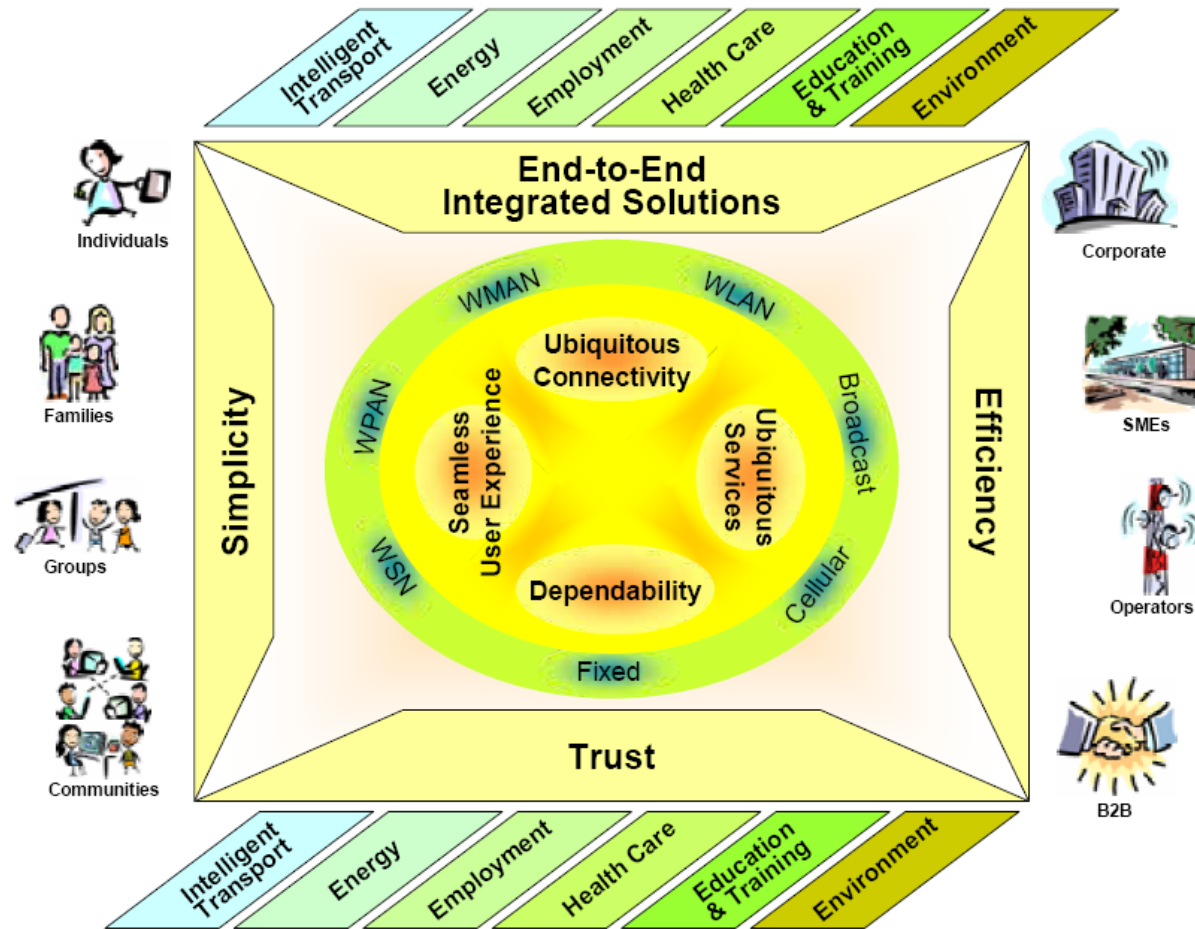 Intelligent
Transport
Energy
Employment
Health Care
Education
& Training
Environment
End-to-End
Integrated Solutions
Individuals
Families
Groups
Communities
Simplicity
WMAN
WLAN
WPAN
Broadcast
WSN
Cellular
Fixed
Ubiquitous
Connectivity
Seamless
User Experience
Ubiquitous
Services
Dependability
Efficiency
Trust
Corporate
SMEs
Operators
B2B
Intelligent
Transport
Energy
Employment
Health Care
Education
& Training
Environment